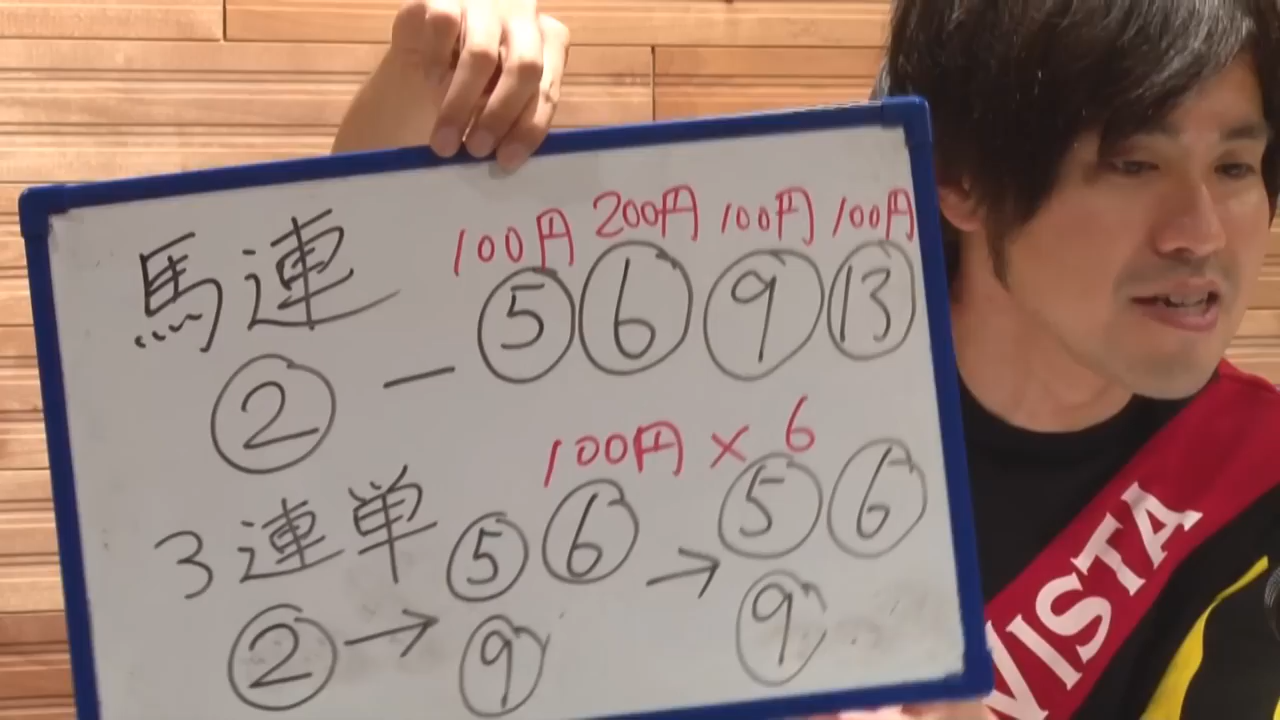 馬連
100円 200円 100円 100円
② － ⑤ ⑥ ⑨ ⑬
3連単
100円 × 6
② → ⑤ ⑥ ⑨ → ⑤ ⑥ ⑨
VISTA